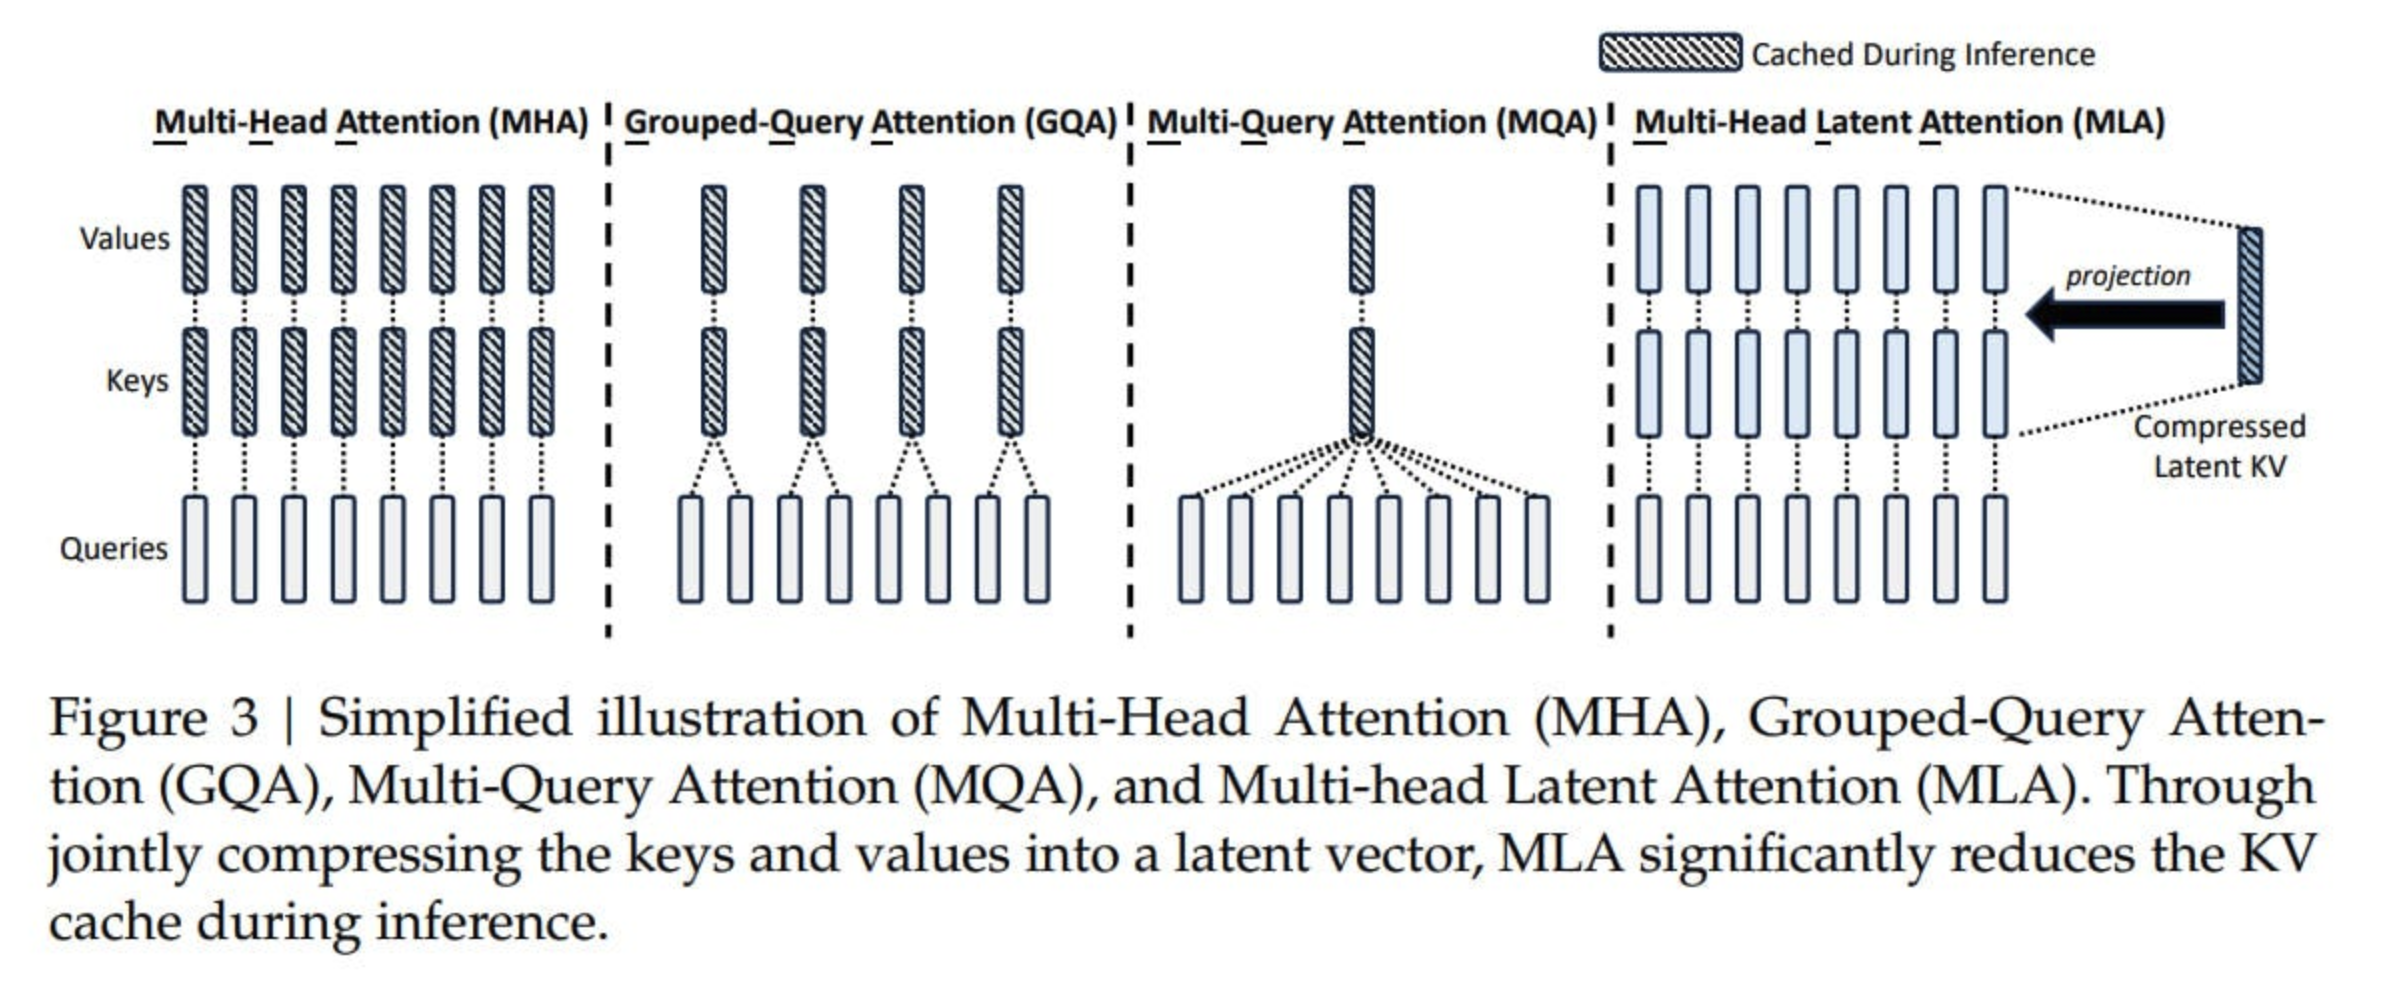 Cached During Inference
Multi-Head Attention (MHA)
Grouped-Query Attention (GQA)
Multi-Query Attention (MQA)
Multi-Head Latent Attention (MLA)
Values
Keys
Queries
projection
Compressed
Latent KV
Figure 3 | Simplified illustration of Multi-Head Attention (MHA), Grouped-Query Atten-
tion (GQA), Multi-Query Attention (MQA), and Multi-head Latent Attention (MLA). Through
jointly compressing the keys and values into a latent vector, MLA significantly reduces the KV
cache during inference.